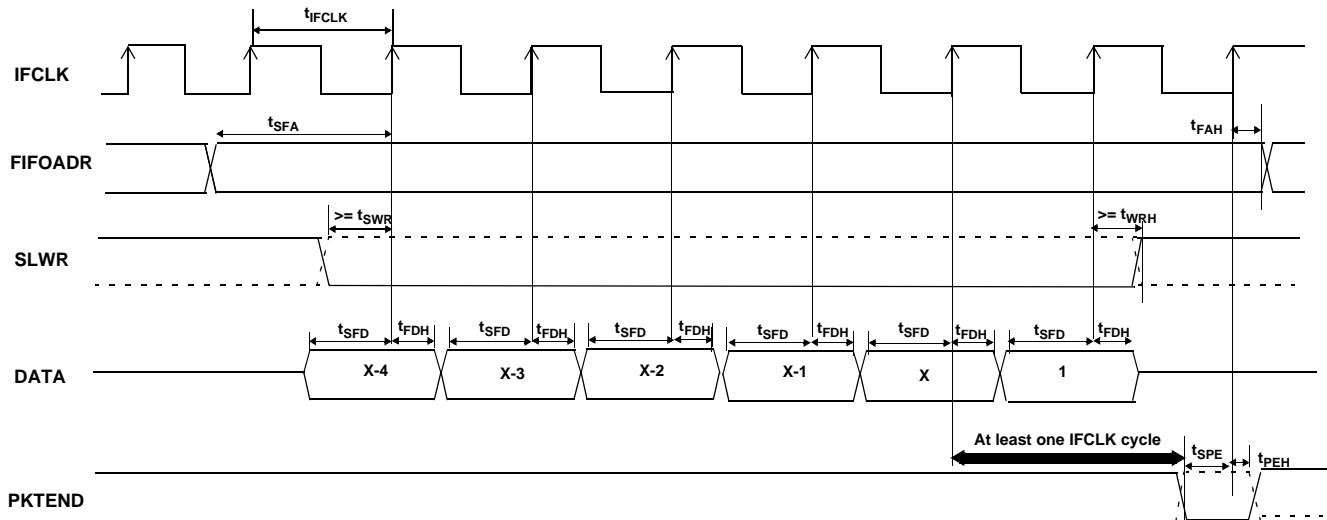 tIFCLK
IFCLK
tSFA
tFAH
FIFOADR
>= tSWR
>= tWRH
SLWR
tSFD tFDH tSFD tFDH tSFD tFDH tSFD tFDH tSFD tFDH tSFD tFDH
DATA X-4 X-3 X-2 X-1 X 1
At least one IFCLK cycle
tSPE tPEH
PKTEND